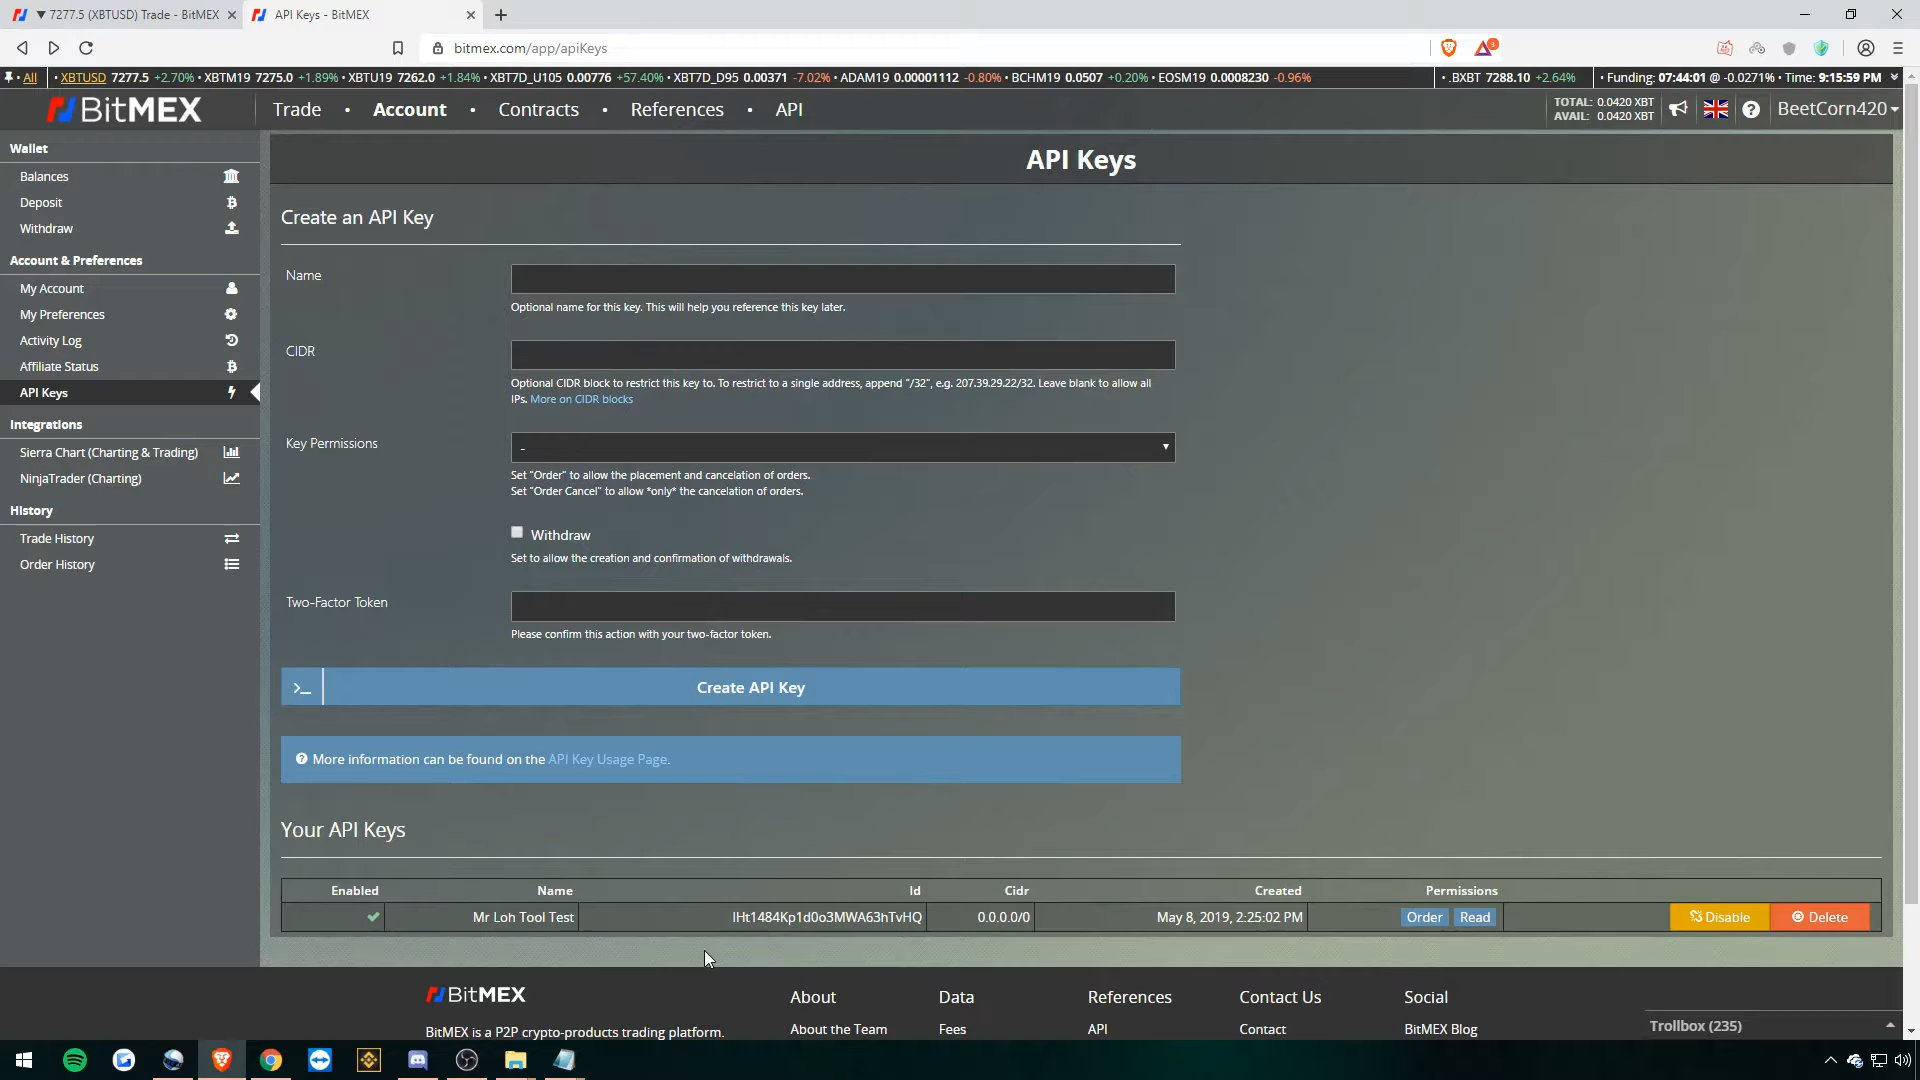 ▼ 7277.5 (XBTUSD) Trade - BitMEX
API Keys - BitMEX
bitmex.com/app/apiKeys
3
All
XBTUSD 7277.5 +2.70% • XBTM19 7275.0 +1.89% • XBTU19 7262.0 +1.84% • XBT7D_U105 0.00776 +57.40% • XBT7D_D95 0.00371 -7.02% • ADAM19 0.00001112 -0.80% • BCHM19 0.0507 +0.20% • EOSM19 0.0008230 -0.96%
• .BXBT 7288.10 +2.64%
• Funding: 07:44:01 @ -0.0271% • Time: 9:15:59 PM
BitMEX
Trade • Account • Contracts • References • API
TOTAL: 0.0420 XBT
AVAIL: 0.0420 XBT
BeetCorn420
Wallet
Balances
Deposit
Withdraw
Account & Preferences
My Account
My Preferences
Activity Log
Affiliate Status
API Keys
Integrations
Sierra Chart (Charting & Trading)
NinjaTrader (Charting)
History
Trade History
Order History
API Keys
Create an API Key
Name
Optional name for this key. This will help you reference this key later.
CIDR
Optional CIDR block to restrict this key to. To restrict to a single address, append "/32", e.g. 207.39.29.22/32. Leave blank to allow all
IPs. More on CIDR blocks
Key Permissions
-
Set "Order" to allow the placement and cancelation of orders.
Set "Order Cancel" to allow *only* the cancelation of orders.
Withdraw
Set to allow the creation and confirmation of withdrawals.
Two-Factor Token
Please confirm this action with your two-factor token.
>_ Create API Key
More information can be found on the API Key Usage Page.
Your API Keys
Enabled Name Id Cidr Created Permissions
Mr Loh Tool Test lHt1484Kp1d0o3MWA63hTvHQ 0.0.0.0/0 May 8, 2019, 2:25:02 PM Order Read Disable Delete
BitMEX
BitMEX is a P2P crypto-products trading platform.
About
About the Team
Data
Fees
References
API
Contact Us
Contact
Social
BitMEX Blog
Trollbox (235)